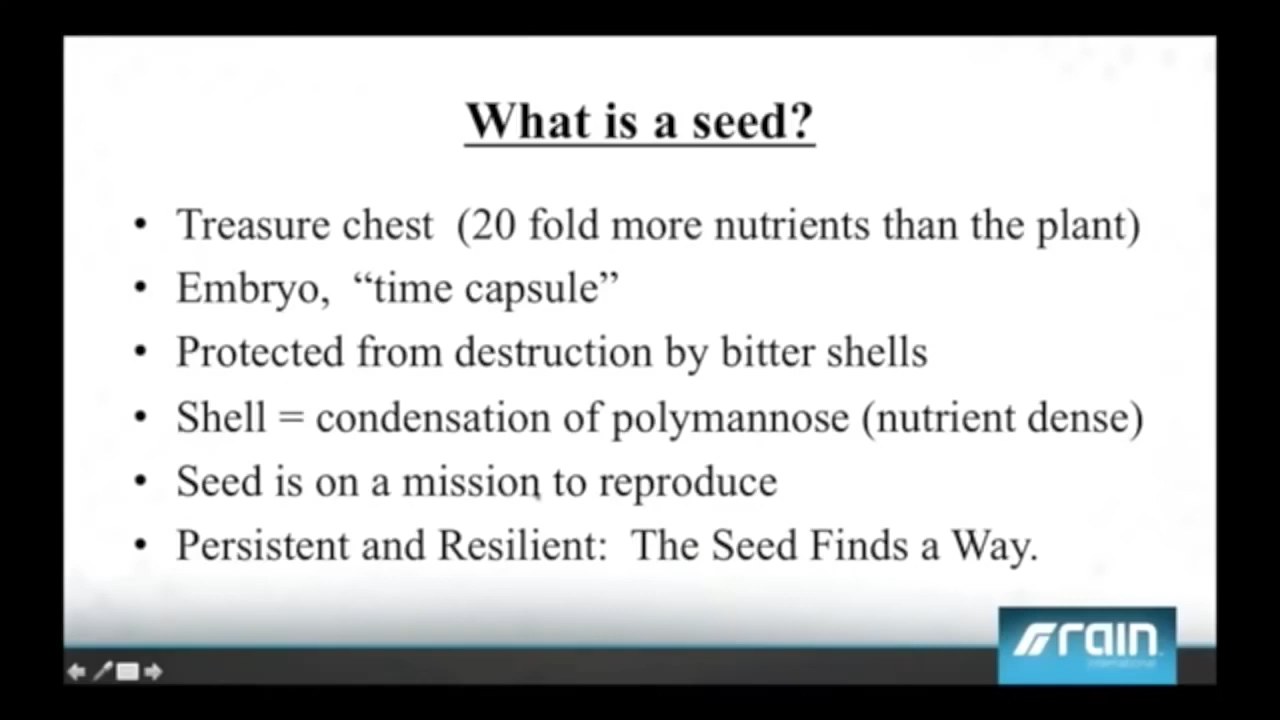 What is a seed?
• Treasure chest  (20 fold more nutrients than the plant)
• Embryo,  “time capsule”
• Protected from destruction by bitter shells
• Shell = condensation of polymannose (nutrient dense)
• Seed is on a mission to reproduce
• Persistent and Resilient:  The Seed Finds a Way.
rain
international